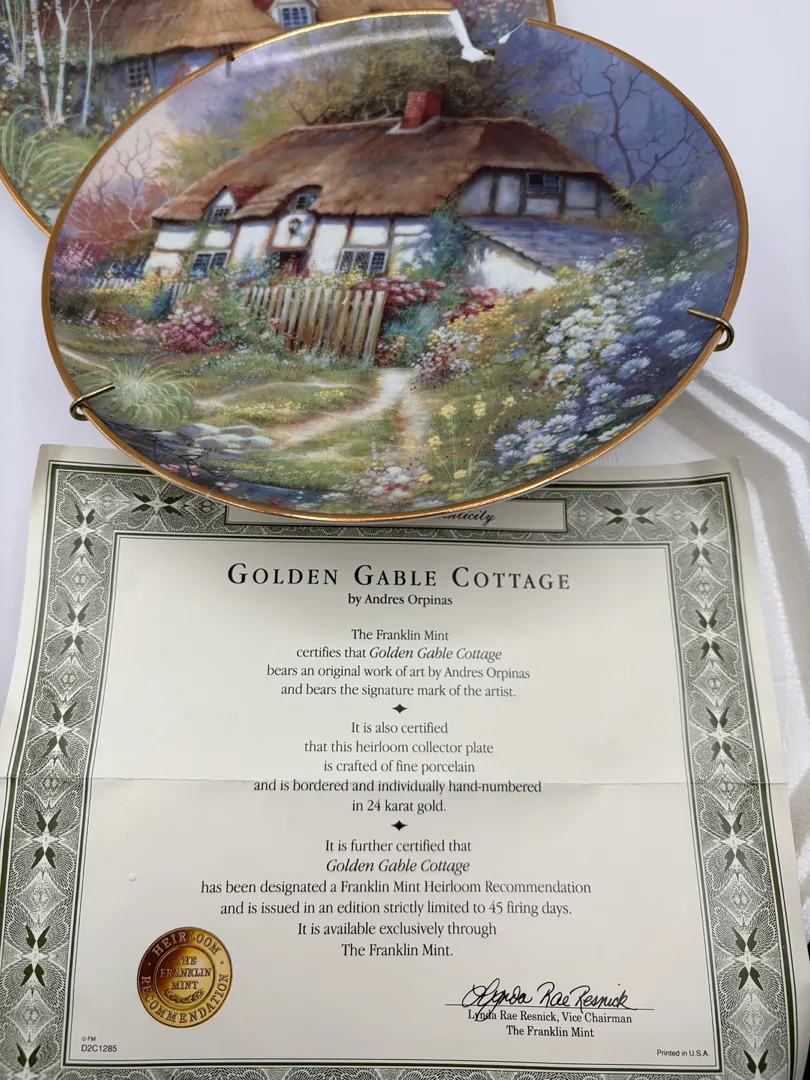 nticity
GOLDEN GABLE COTTAGE
by Andres Orpinas
The Franklin Mint
certifies that Golden Gable Cottage
bears an original work of art by Andres Orpinas
and bears the signature mark of the artist.
It is also certified
that this heirloom collector plate
is crafted of fine porcelain
and is bordered and individually hand-numbered
in 24 karat gold.
It is further certified that
Golden Gable Cottage
has been designated a Franklin Mint Heirloom Recommendation
and is issued in an edition strictly limited to 45 firing days.
It is available exclusively through
The Franklin Mint.
HEIRLOOM
THE
FRANKLIN
MINT
RECOMMENDATION
Lynda Rae Resnick
Lynda Rae Resnick, Vice Chairman
The Franklin Mint
© FM
D2C1285
Printed in U.S.A.